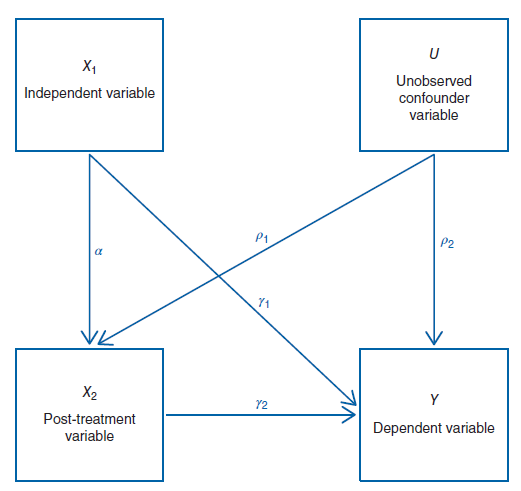 X₁
Independent variable
U
Unobserved
confounder
variable
α
ρ₁
ρ₂
γ₁
X₂
Post-treatment
variable
γ₂
Y
Dependent variable